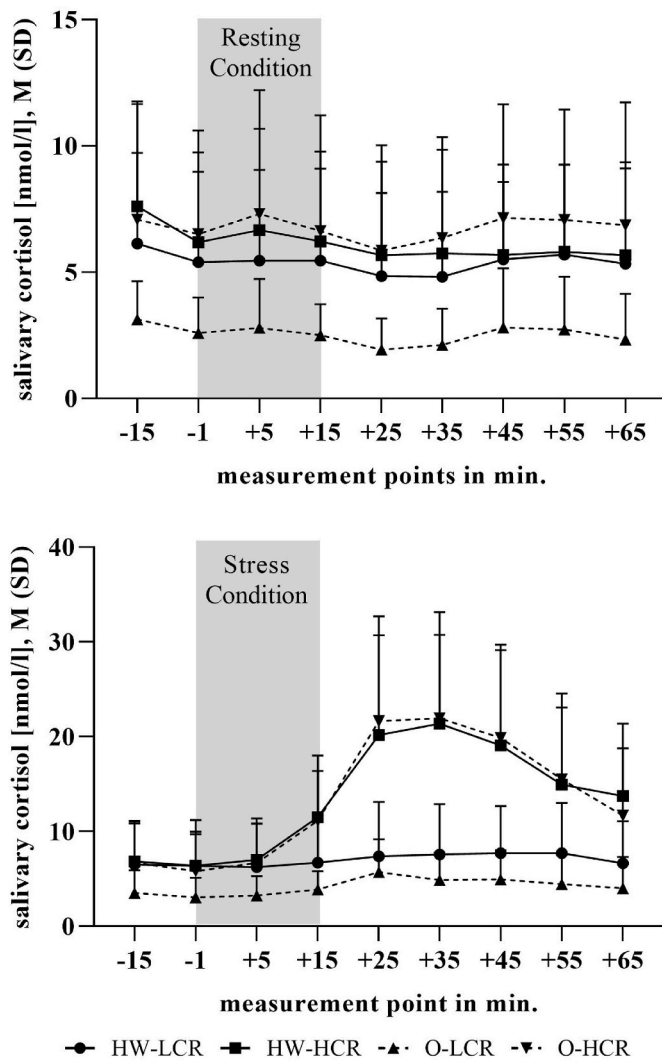 salivary cortisol [nmol/l], M (SD)
15
10
5
0
Resting
Condition
-15 -1 +5 +15 +25 +35 +45 +55 +65
measurement points in min.
salivary cortisol [nmol/l], M (SD)
40
30
20
10
0
Stress
Condition
-15 -1 +5 +15 +25 +35 +45 +55 +65
measurement point in min.
HW-LCR HW-HCR O-LCR O-HCR